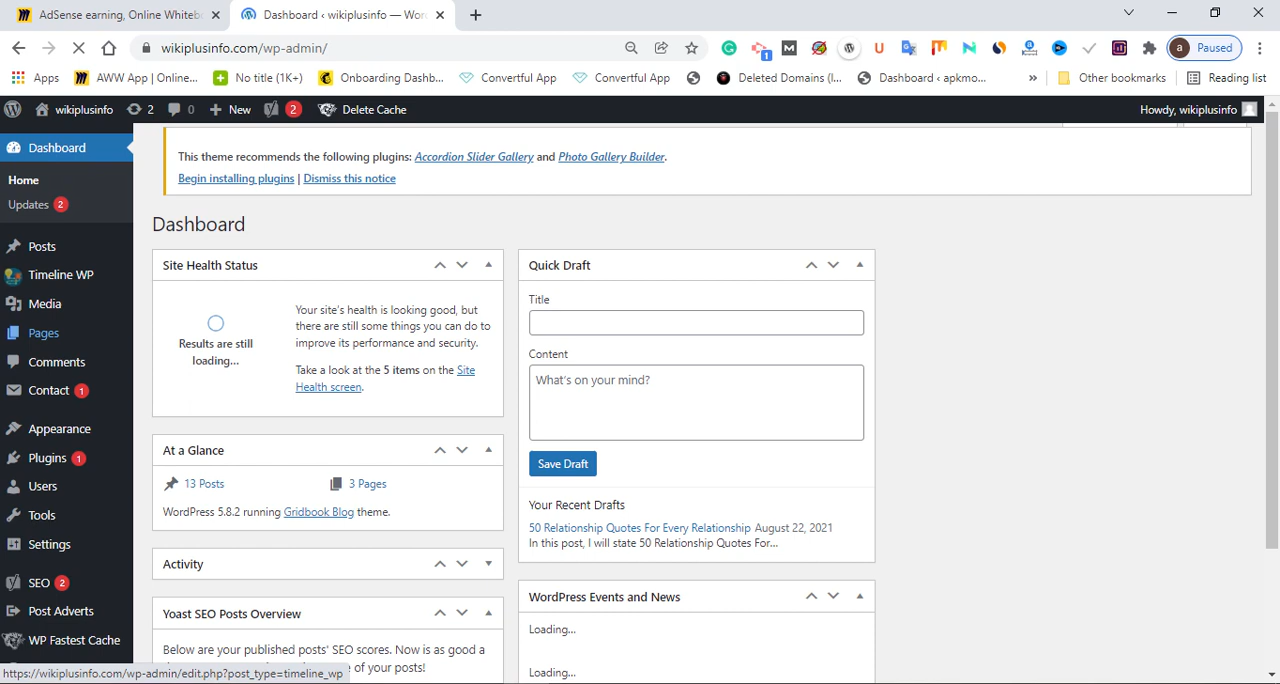 AdSense earning, Online Whitebo
Dashboard ‹ wikiplusinfo — Wor
wikiplusinfo.com/wp-admin/
1
a Paused
Apps
AWW App | Online...
No title (1K+)
Onboarding Dashb...
Convertful App
Convertful App
Deleted Domains (I...
Dashboard ‹ apkmo...
»
Other bookmarks
Reading list
wikiplusinfo 2 0 + New 2 Delete Cache
Howdy, wikiplusinfo
Dashboard
Home
Updates 2
Posts
Timeline WP
Media
Pages
Comments
Contact 1
Appearance
Plugins 1
Users
Tools
Settings
SEO 2
Post Adverts
WP Fastest Cache
This theme recommends the following plugins: Accordion Slider Gallery and Photo Gallery Builder.
Begin installing plugins | Dismiss this notice
Dashboard
Site Health Status
Results are still
loading...
Your site's health is looking good, but
there are still some things you can do to
improve its performance and security.
Take a look at the 5 items on the Site
Health screen.
At a Glance
13 Posts
3 Pages
WordPress 5.8.2 running Gridbook Blog theme.
Activity
Yoast SEO Posts Overview
Below are your published posts' SEO scores. Now is as good a
of your posts!
Quick Draft
Title
Content
What's on your mind?
Save Draft
Your Recent Drafts
50 Relationship Quotes For Every Relationship August 22, 2021
In this post, I will state 50 Relationship Quotes For...
WordPress Events and News
Loading...
Loading...
https://wikiplusinfo.com/wp-admin/edit.php?post_type=timeline_wp